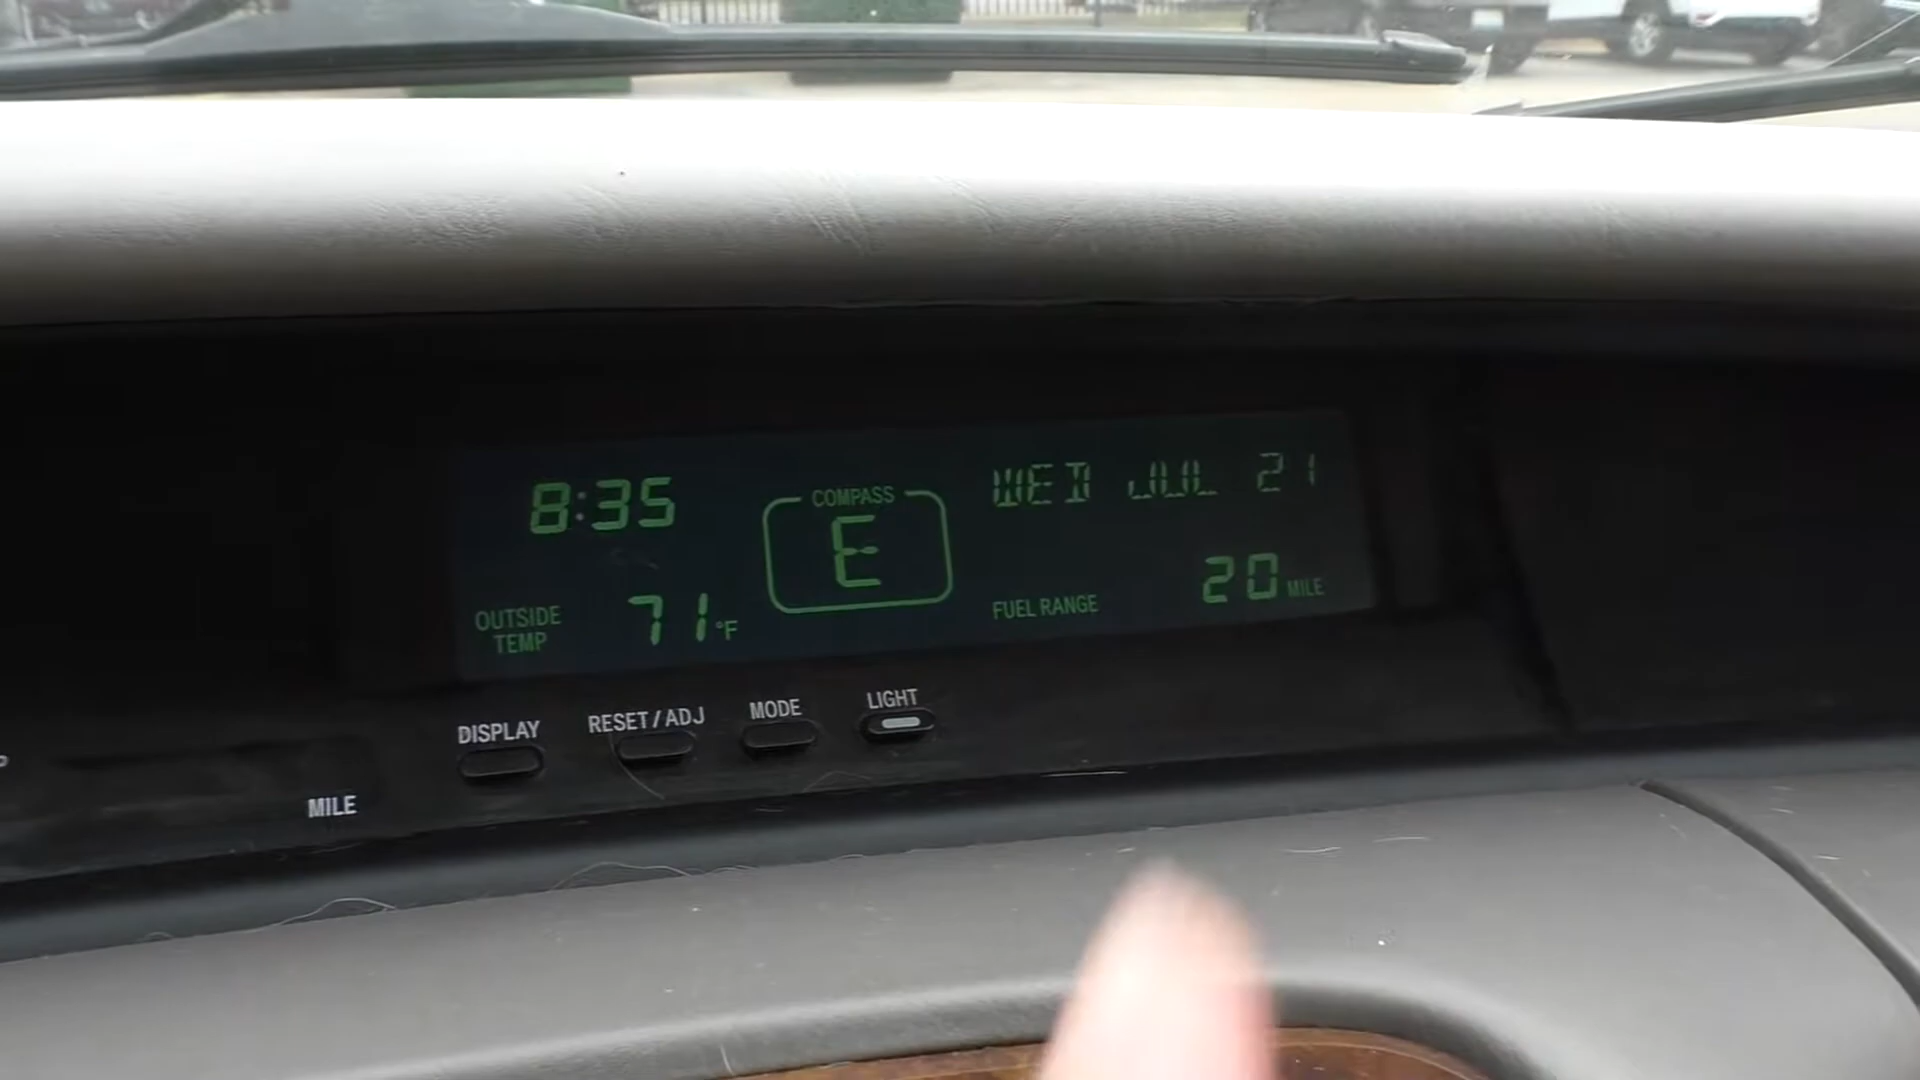 8:35
COMPASS
E
WED JUL 21
OUTSIDE
TEMP
71°F
FUEL RANGE
20 MILE
DISPLAY
RESET/ADJ
MODE
LIGHT
MILE